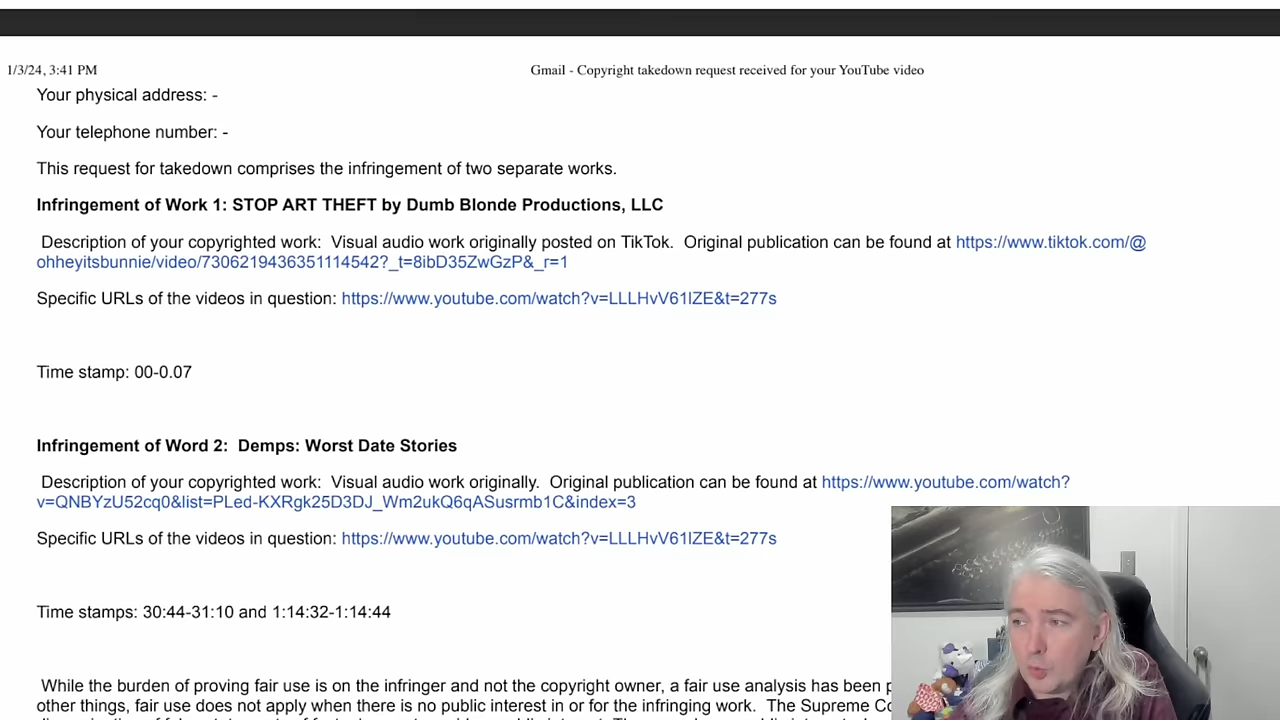 1/3/24, 3:41 PM
Gmail - Copyright takedown request received for your YouTube video
Your physical address: -
Your telephone number: -
This request for takedown comprises the infringement of two separate works.
Infringement of Work 1: STOP ART THEFT by Dumb Blonde Productions, LLC
Description of your copyrighted work:  Visual audio work originally posted on TikTok.  Original publication can be found at https://www.tiktok.com/@
ohheyitsbunnie/video/7306219436351114542?_t=8ibD35ZwGzP&_r=1
Specific URLs of the videos in question: https://www.youtube.com/watch?v=LLLHvV61lZE&t=277s
Time stamp: 00-0.07
Infringement of Word 2:  Demps: Worst Date Stories
Description of your copyrighted work:  Visual audio work originally.  Original publication can be found at https://www.youtube.com/watch?
v=QNBYzU52cq0&list=PLed-KXRgk25D3DJ_Wm2ukQ6qASusrmb1C&index=3
Specific URLs of the videos in question: https://www.youtube.com/watch?v=LLLHvV61lZE&t=277s
Time stamps: 30:44-31:10 and 1:14:32-1:14:44
While the burden of proving fair use is on the infringer and not the copyright owner, a fair use analysis has been
other things, fair use does not apply when there is no public interest in or for the infringing work.  The Supreme